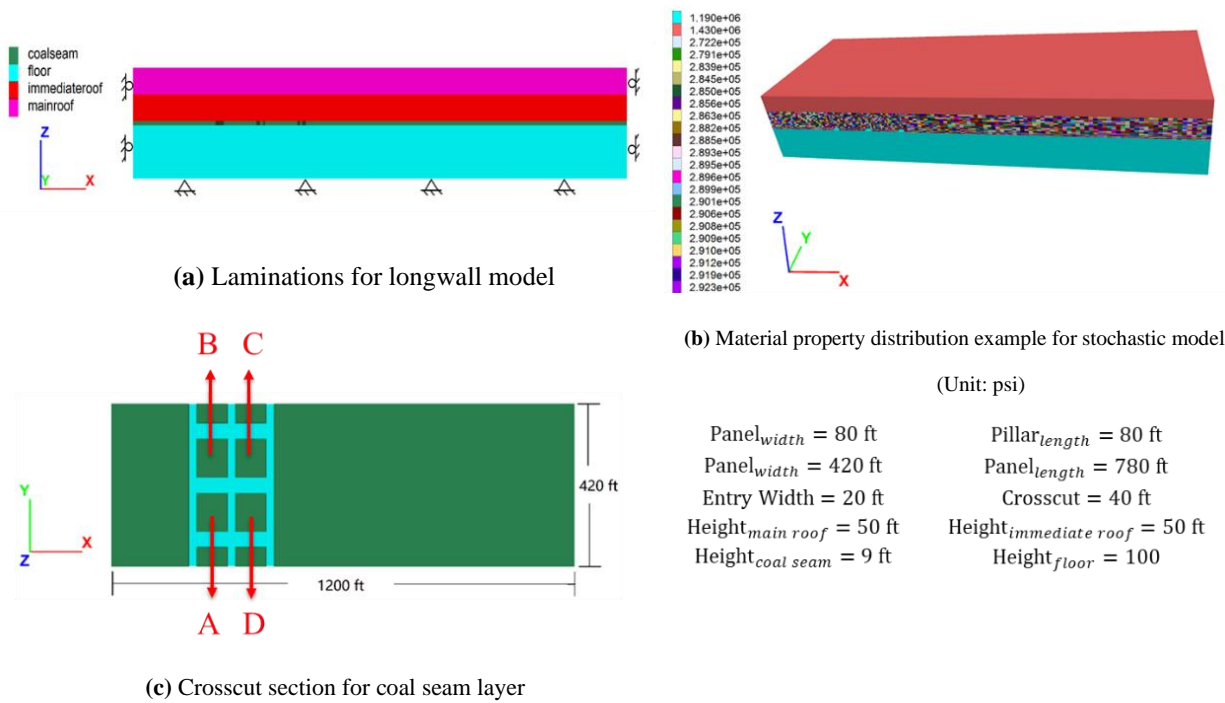 coalseam
floor
immediateroof
mainroof
Z
Y
X
(a) Laminations for longwall model
1.190e+06
1.430e+06
2.722e+05
2.791e+05
2.839e+05
2.845e+05
2.850e+05
2.856e+05
2.863e+05
2.882e+05
2.885e+05
2.893e+05
2.895e+05
2.896e+05
2.899e+05
2.901e+05
2.906e+05
2.908e+05
2.909e+05
2.910e+05
2.912e+05
2.919e+05
2.923e+05
Z
Y
X
(b) Material property distribution example for stochastic model
(Unit: psi)
B C
Y
X
Z
420 ft
1200 ft
A D
(c) Crosscut section for coal seam layer
Panel_width = 80 ft Pillar_length = 80 ft
Panel_width = 420 ft Panel_length = 780 ft
Entry Width = 20 ft Crosscut = 40 ft
Height_main roof = 50 ft Height_immediate roof = 50 ft
Height_coal seam = 9 ft Height_floor = 100